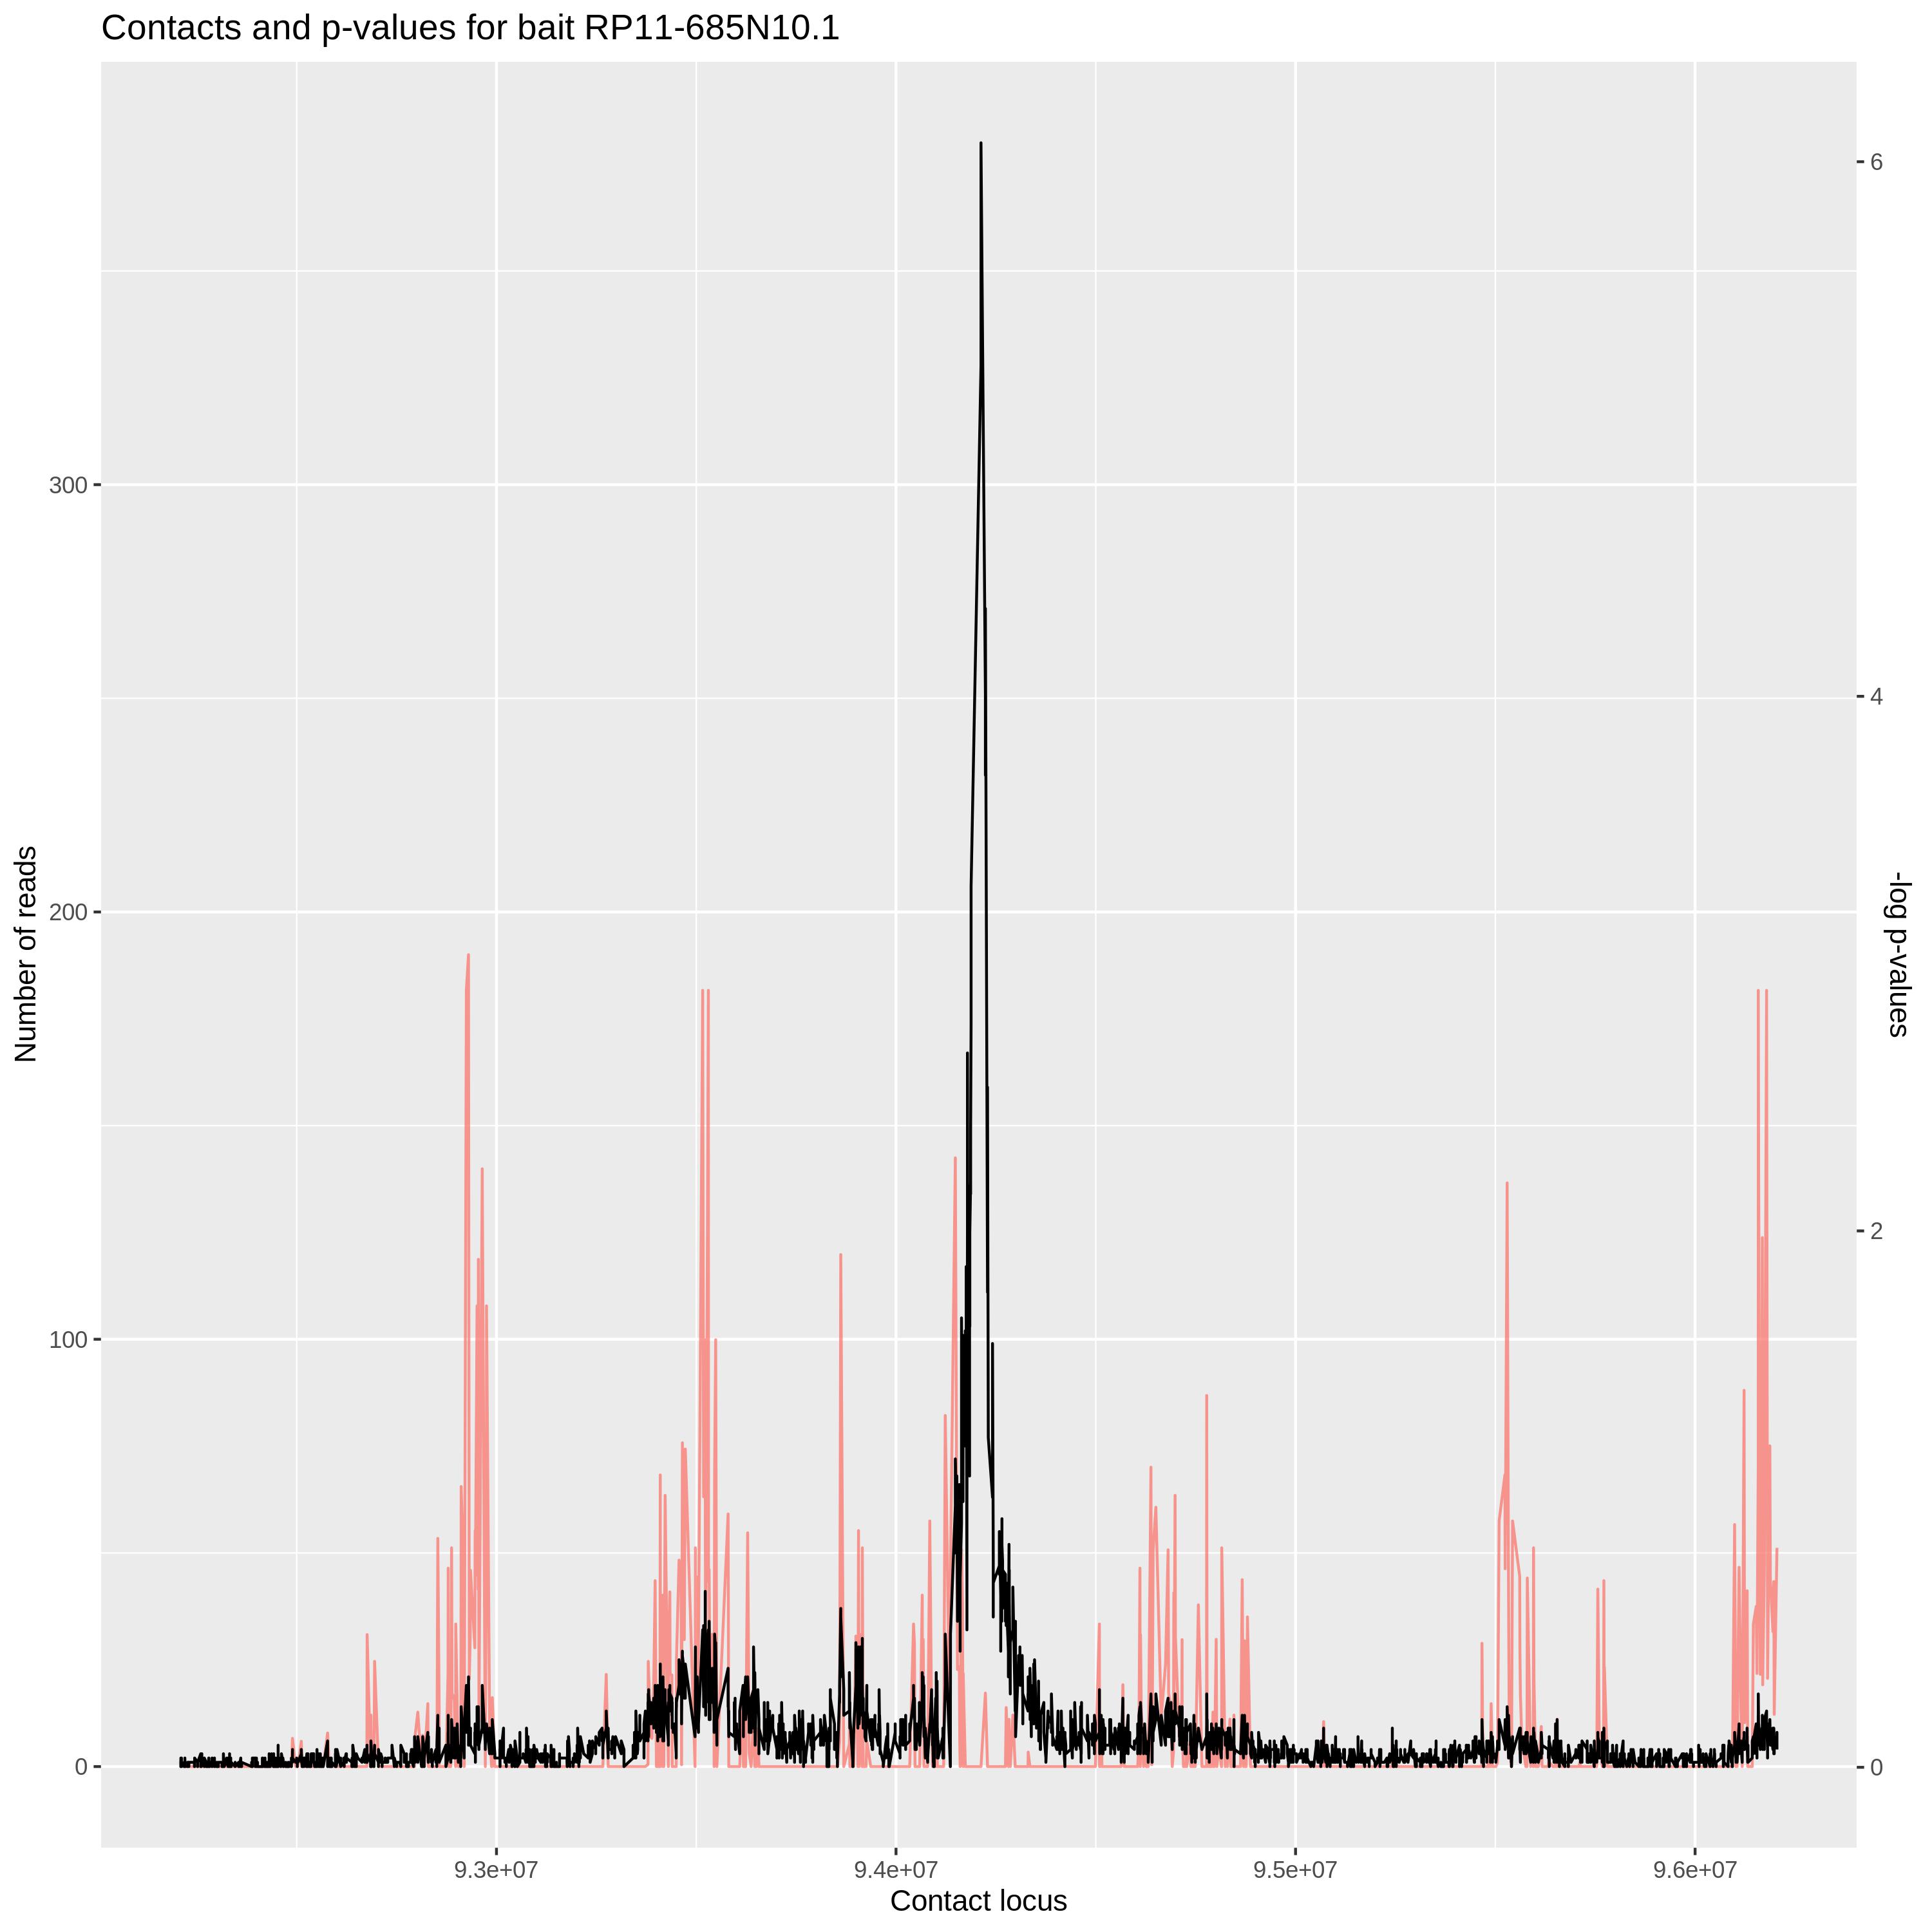 Contacts and p-values for bait RP11-685N10.1
6
300
4
200
Number of reads
-log p-values
2
100
0
0
9.3e+07
9.4e+07
9.5e+07
9.6e+07
Contact locus